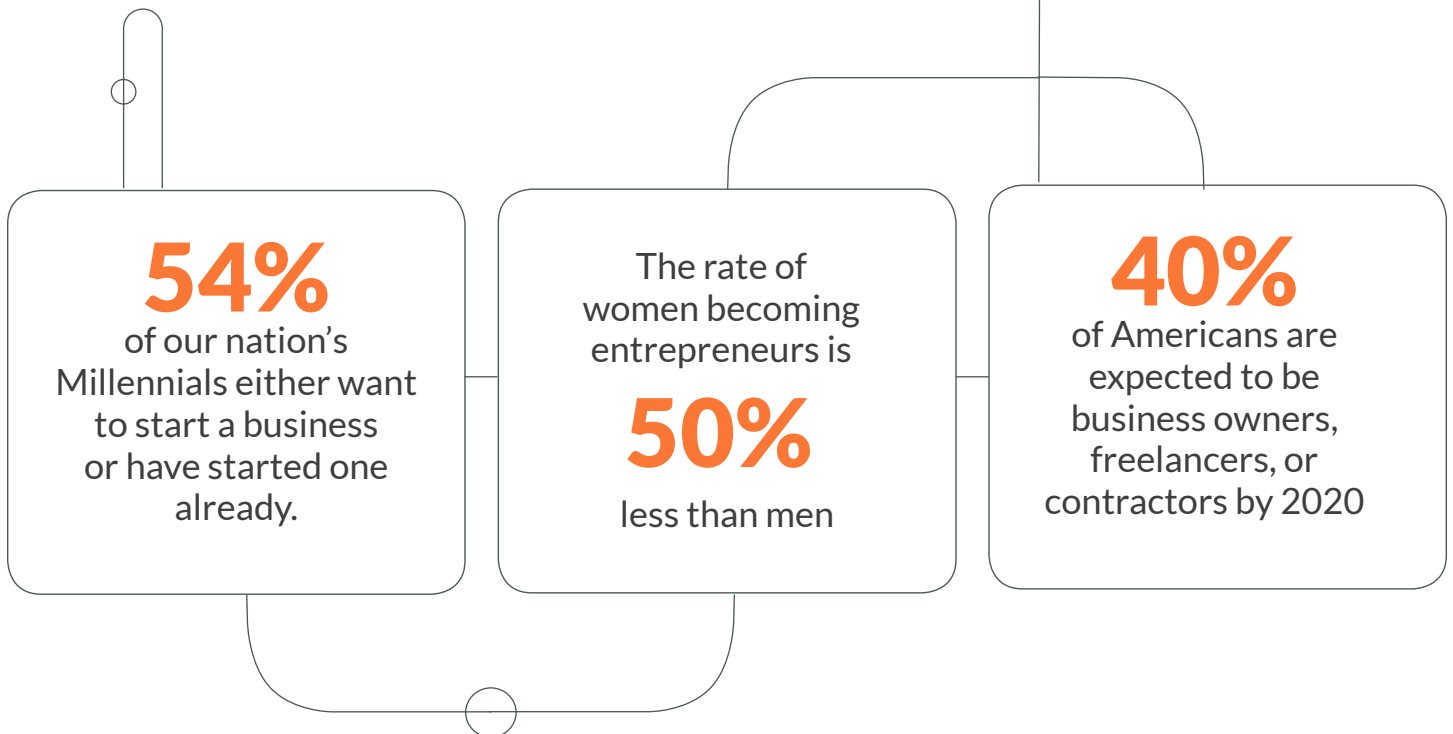 54%
of our nation’s
Millennials either want
to start a business
or have started one
already.
The rate of
women becoming
entrepreneurs is
50%
less than men
40%
of Americans are
expected to be
business owners,
freelancers, or
contractors by 2020